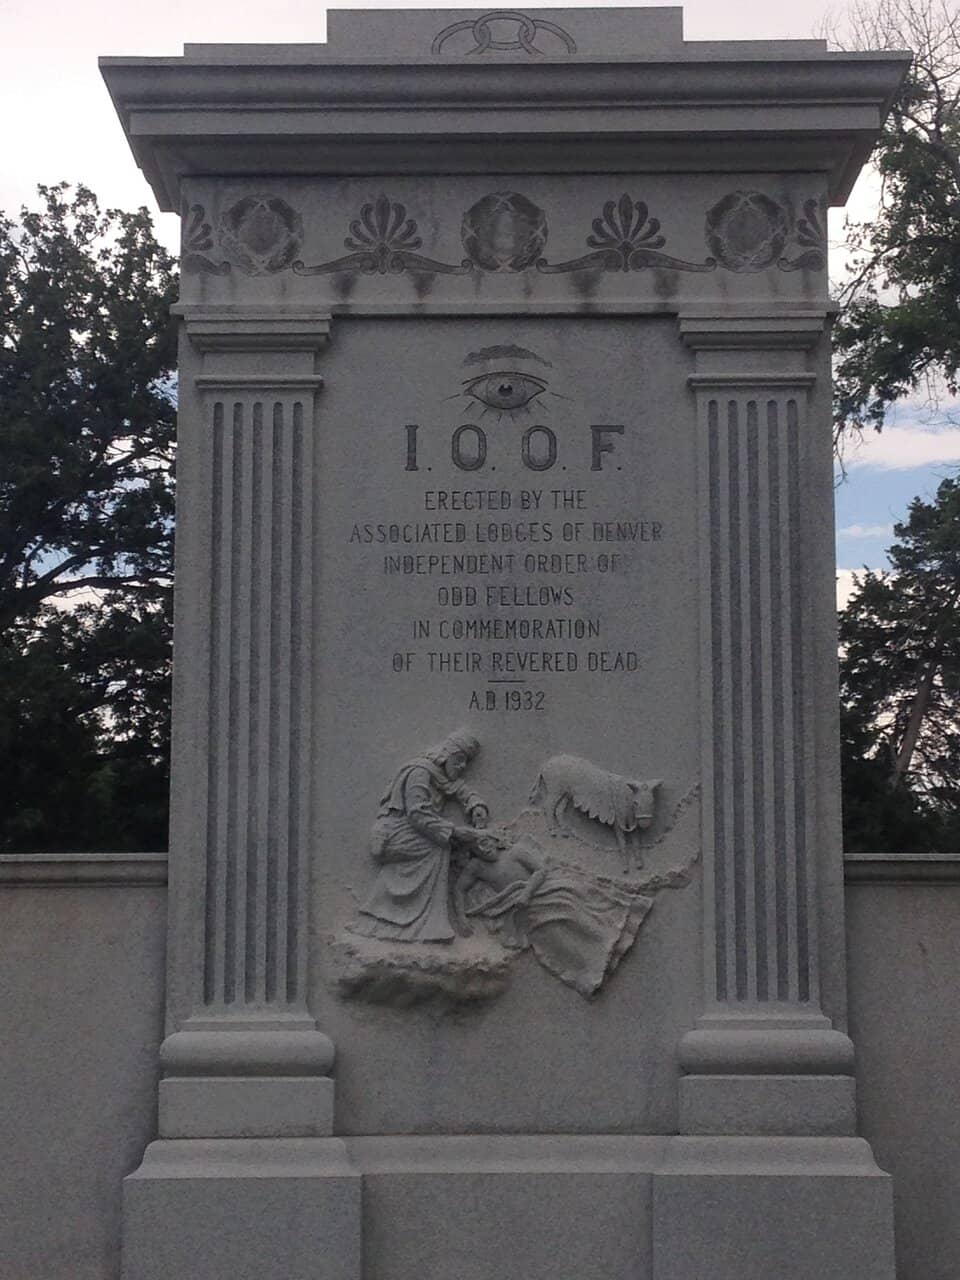 I. O. O. F.
ERECTED BY THE
ASSOCIATED LODGES OF DENVER
INDEPENDENT ORDER OF
ODD FELLOWS
IN COMMEMORATION
OF THEIR REVERED DEAD
A.D. 1932